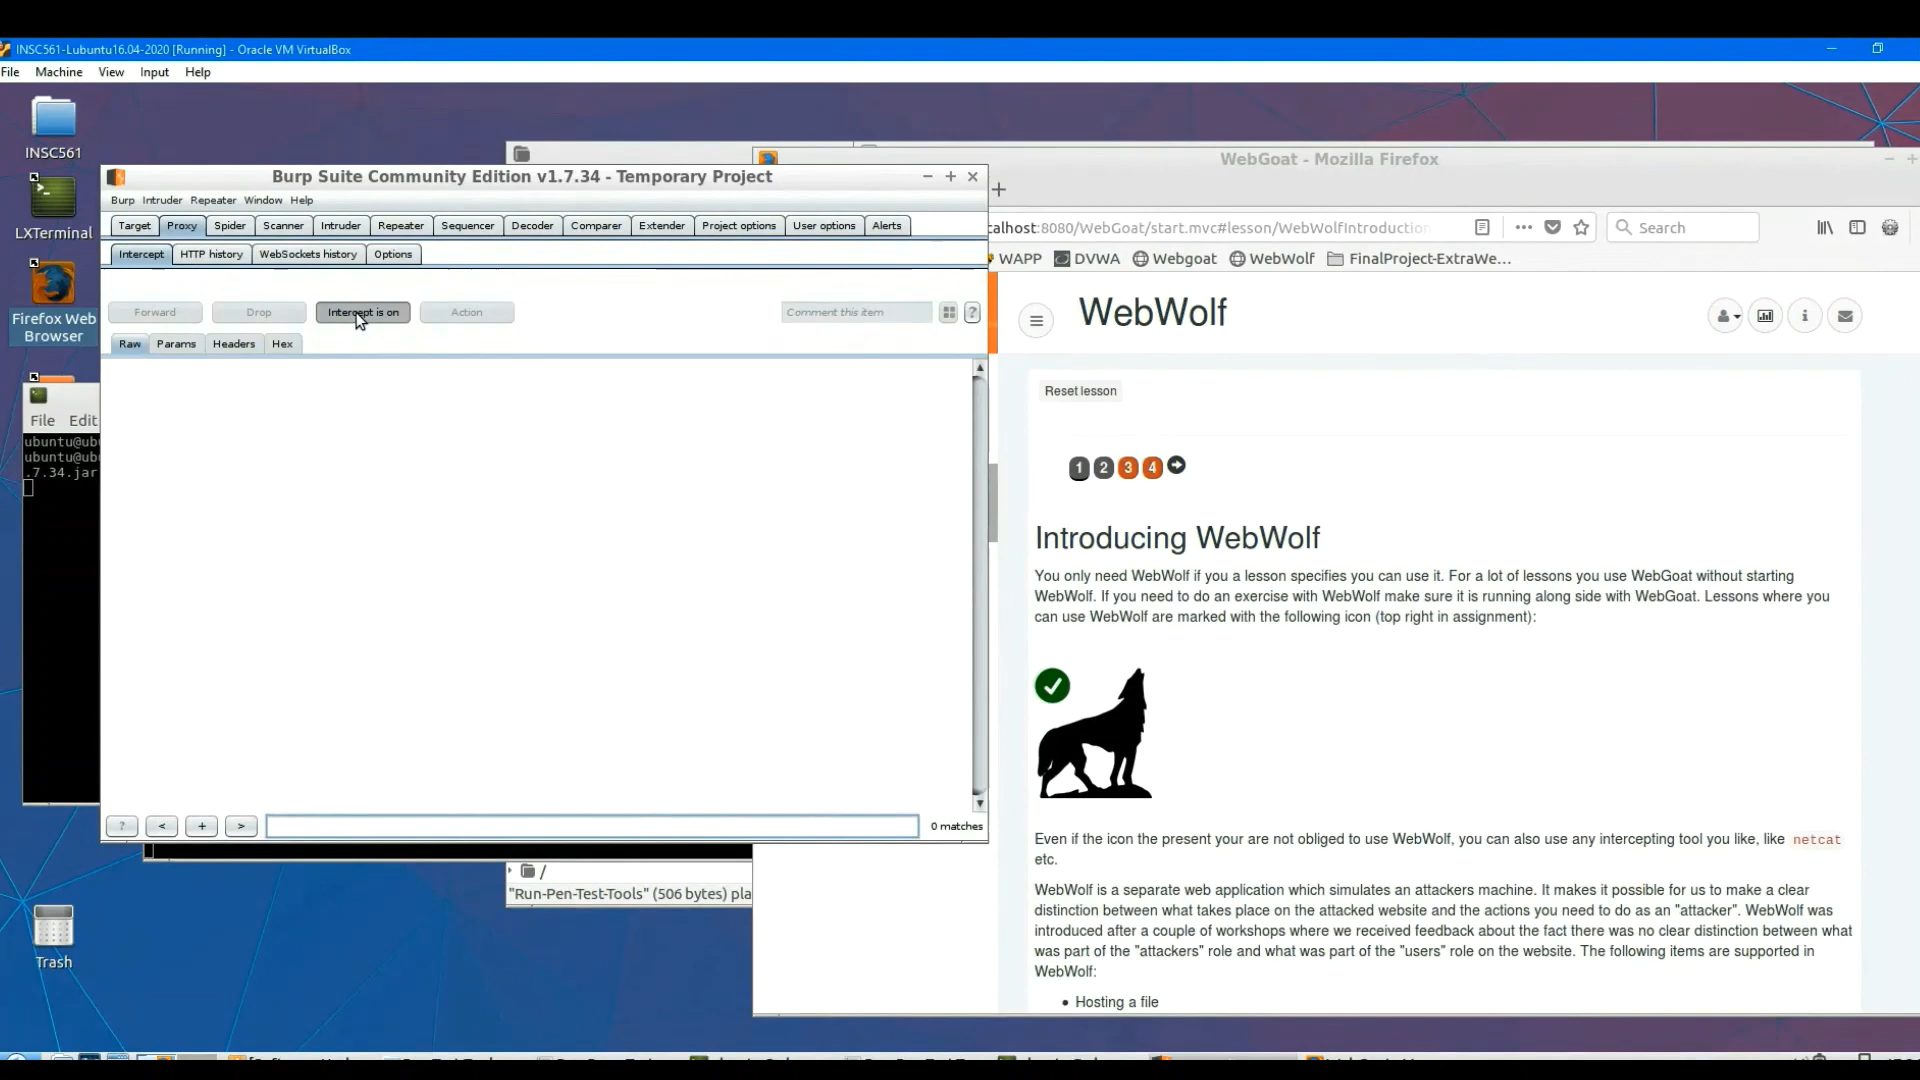 INSC561-Lubuntu16.04-2020 [Running] - Oracle VM VirtualBox
File Machine View Input Help
INSC561
LXTerminal
Firefox Web
Browser
File Edit
ubuntu@ub
ubuntu@ub
.7.34.jar
Trash
Burp Suite Community Edition v1.7.34 - Temporary Project
Burp Intruder Repeater Window Help
Target Proxy Spider Scanner Intruder Repeater Sequencer Decoder Comparer Extender Project options User options Alerts
Intercept HTTP history WebSockets history Options
Forward Drop Intercept is on Action Comment this item ?
Raw Params Headers Hex
? < + > 0 matches
/
"Run-Pen-Test-Tools" (506 bytes) pla
WebGoat - Mozilla Firefox
calhost:8080/WebGoat/start.mvc#lesson/WebWolfIntroduction Search
WAPP DVWA Webgoat WebWolf FinalProject-ExtraWe...
WebWolf
Reset lesson
1 2 3 4
Introducing WebWolf
You only need WebWolf if you a lesson specifies you can use it. For a lot of lessons you use WebGoat without starting
WebWolf. If you need to do an exercise with WebWolf make sure it is running along side with WebGoat. Lessons where you
can use WebWolf are marked with the following icon (top right in assignment):
Even if the icon the present your are not obliged to use WebWolf, you can also use any intercepting tool you like, like netcat
etc.
WebWolf is a separate web application which simulates an attackers machine. It makes it possible for us to make a clear
distinction between what takes place on the attacked website and the actions you need to do as an "attacker". WebWolf was
introduced after a couple of workshops where we received feedback about the fact there was no clear distinction between what
was part of the "attackers" role and what was part of the "users" role on the website. The following items are supported in
WebWolf:
• Hosting a file